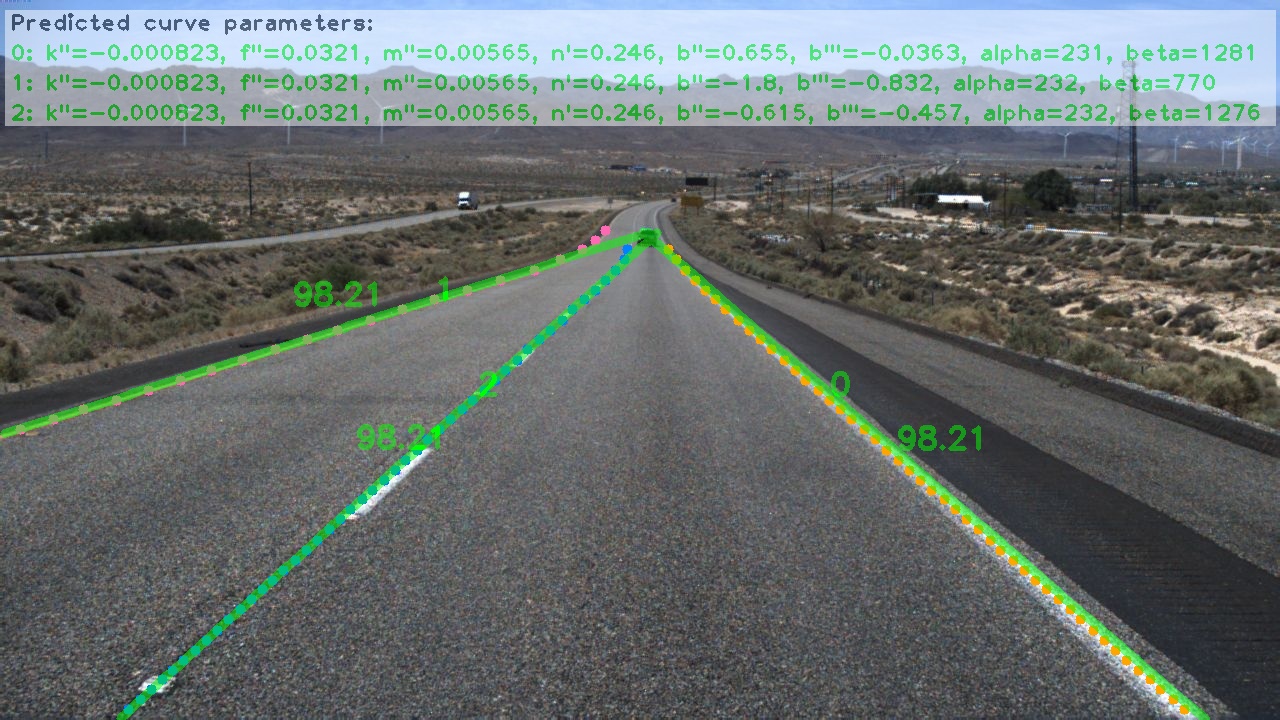 Predicted curve parameters:
0: k''=-0.000823, f''=0.0321, m''=0.00565, n'=0.246, b''=0.655, b'''=-0.0363, alpha=231, beta=1281
1: k''=-0.000823, f''=0.0321, m''=0.00565, n'=0.246, b''=-1.8, b'''=-0.832, alpha=232, beta=770
2: k''=-0.000823, f''=0.0321, m''=0.00565, n'=0.246, b''=-0.615, b'''=-0.457, alpha=232, beta=1276
98.21 1
2 0
98.21 98.21